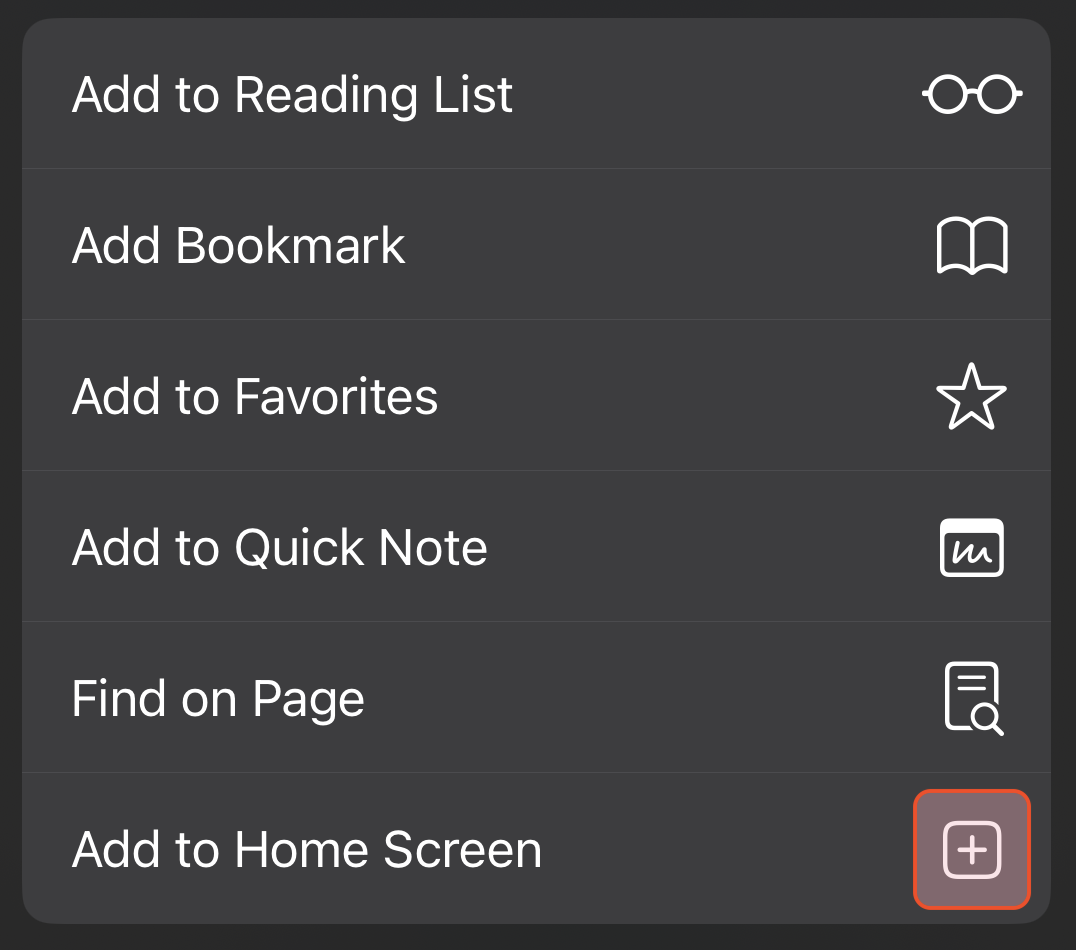 Add to Reading List
Add Bookmark
Add to Favorites
Add to Quick Note
Find on Page
Add to Home Screen